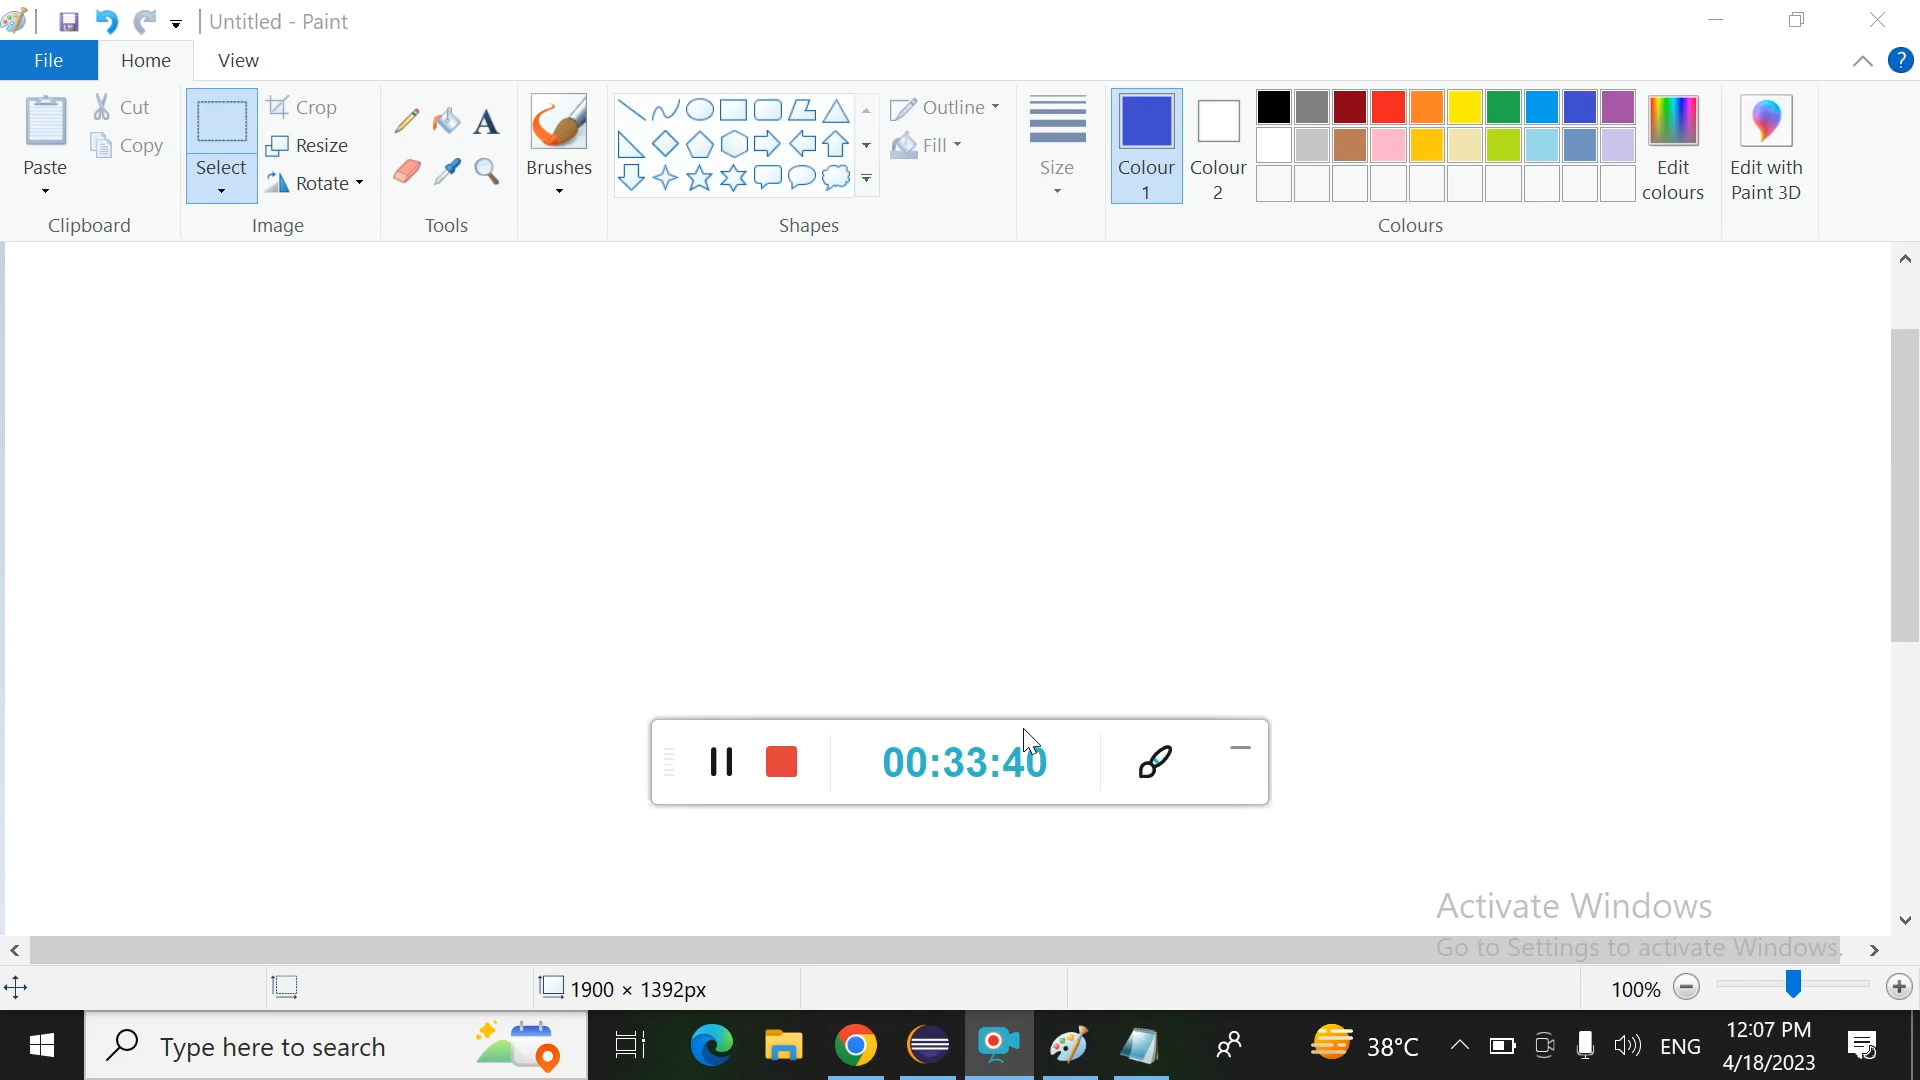 Untitled - Paint
File Home View ?
Paste
Cut
Copy
Clipboard
Select
Crop
Resize
Rotate
Image
A
Tools
Brushes
Outline
Fill
Shapes
Size
Colour 1
Colour 2
Edit colours
Colours
Edit with Paint 3D
00:33:40
Activate Windows
Go to Settings to activate Windows.
1900 × 1392px
100%
Type here to search
38°C
ENG
12:07 PM
4/18/2023